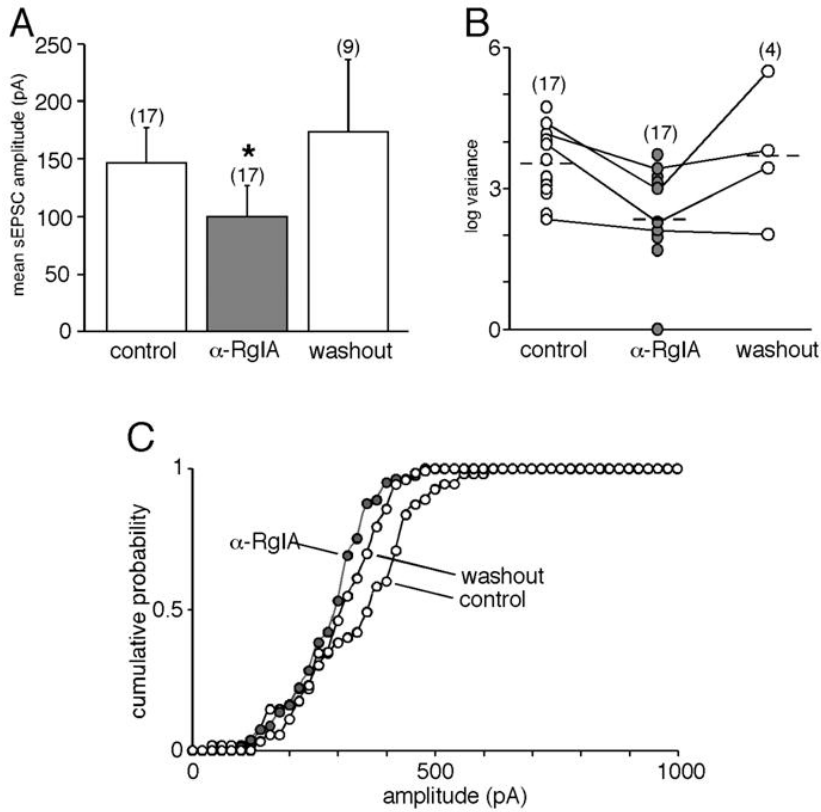 A
mean sEPSC amplitude (pA)
250
200
150
100
50
0
(17)
*
(17)
(9)
control
α-RgIA
washout
B
log variance
6
3
0
(17)
(17)
(4)
control
α-RgIA
washout
C
cumulative probability
1
0.5
0
α-RgIA
washout
control
0
500
1000
amplitude (pA)